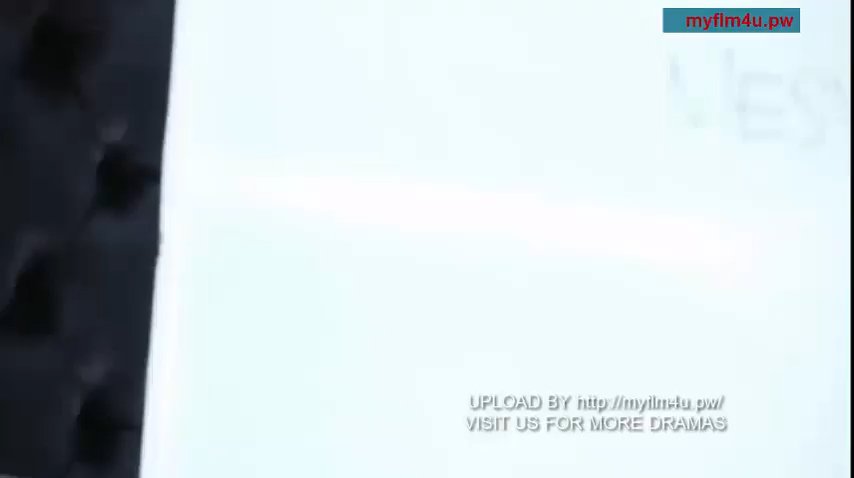 myflm4u.pw
UPLOAD BY http://myflm4u.pw/
VISIT US FOR MORE DRAMAS